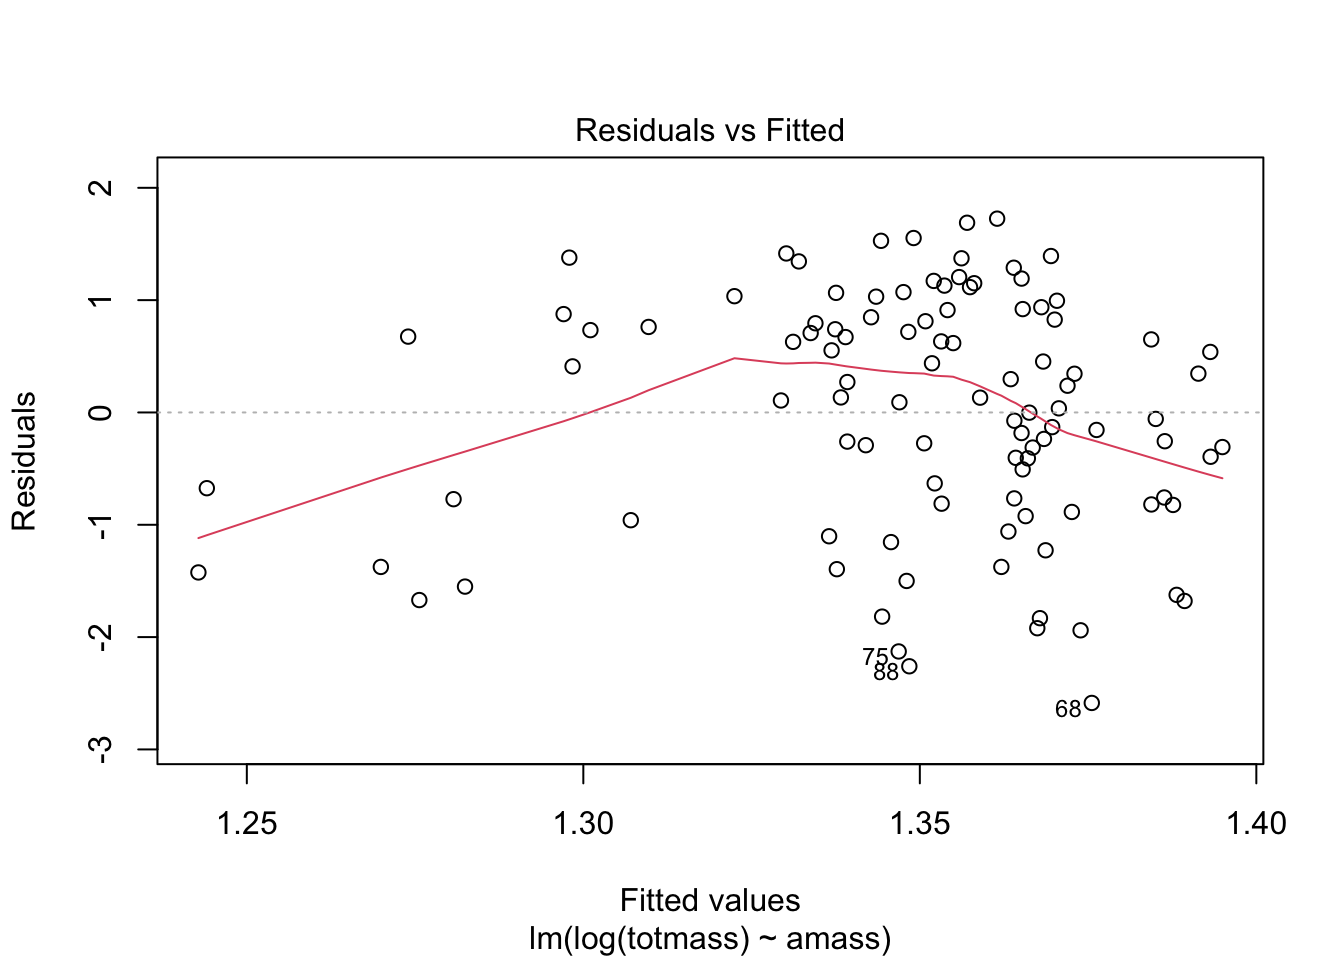 Residuals vs Fitted
Residuals
2
1
0
-1
-2
-3
75
88
68
1.25 1.30 1.35 1.40
Fitted values
lm(log(totmass) ~ amass)